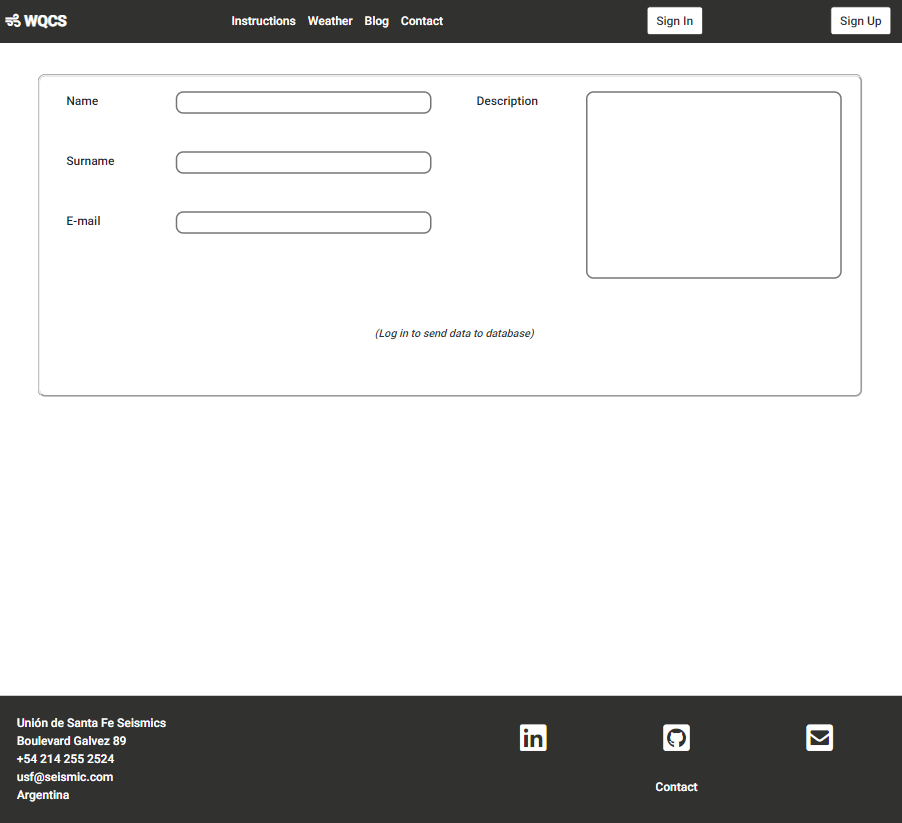 WQCS
Instructions Weather Blog Contact
Sign In
Sign Up
Name
Surname
E-mail
Description
(Log in to send data to database)
Unión de Santa Fe Seismics
Boulevard Galvez 89
+54 214 255 2524
usf@seismic.com
Argentina
in
Contact